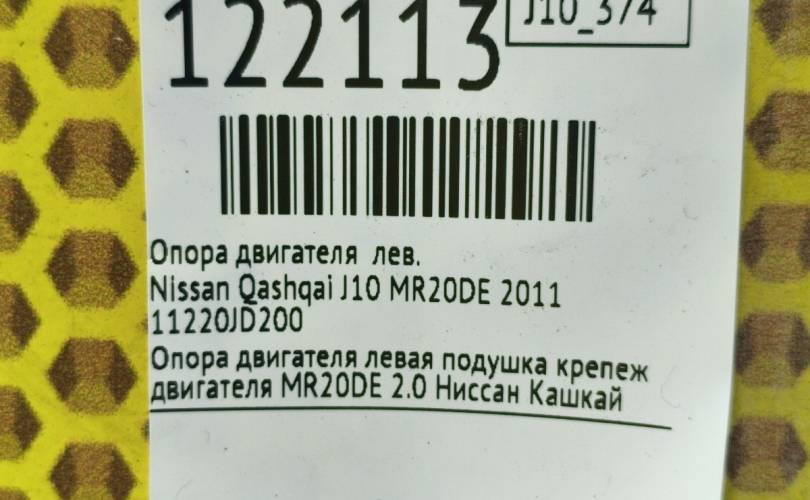 122113
J10_374
Опора двигателя лев.
Nissan Qashqai J10 MR20DE 2011
11220JD200
Опора двигателя левая подушка крепеж
двигателя MR20DE 2.0 Ниссан Кашкай